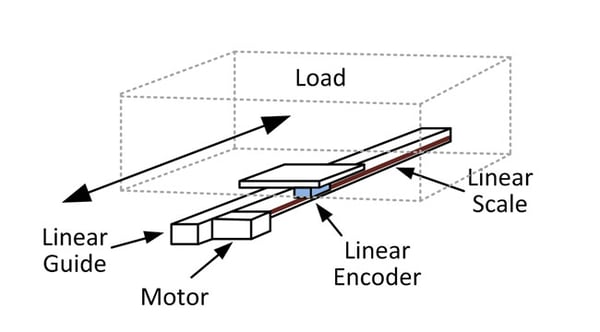 Load
Linear
Scale
Linear
Guide
Linear
Encoder
Motor